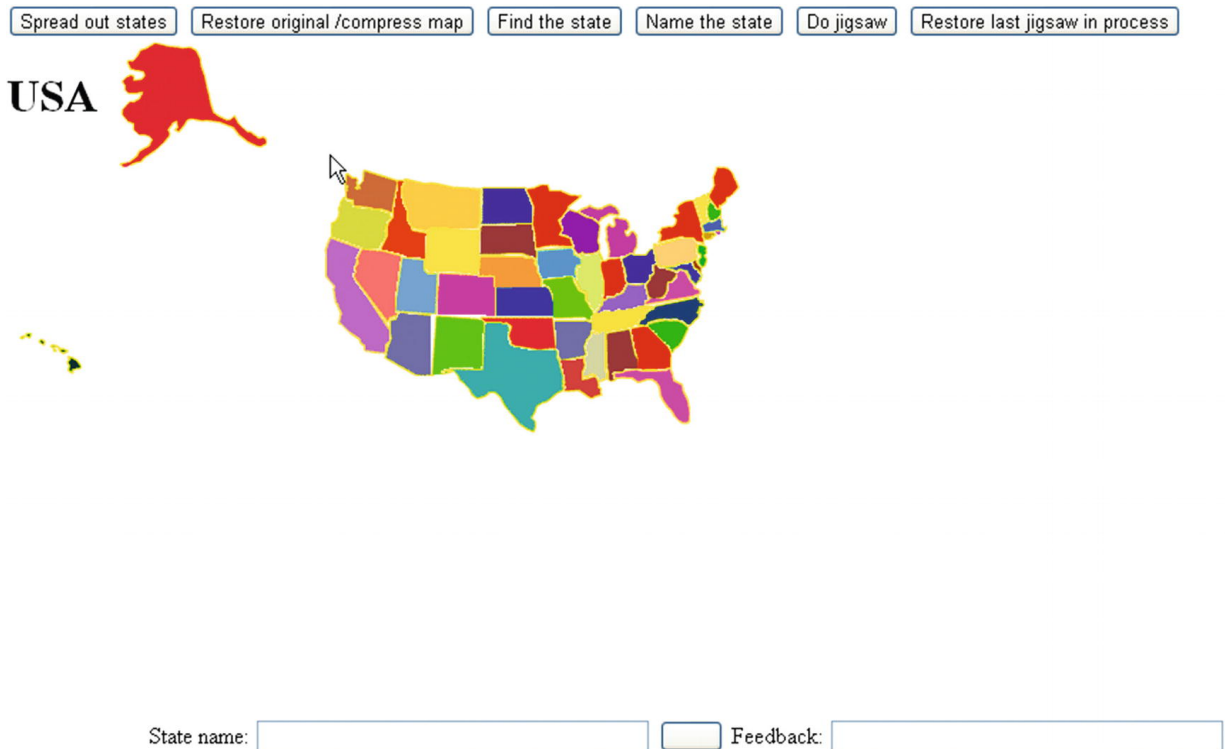 Spread out states Restore original /compress map Find the state Name the state Do jigsaw Restore last jigsaw in process
USA
State name: Feedback: